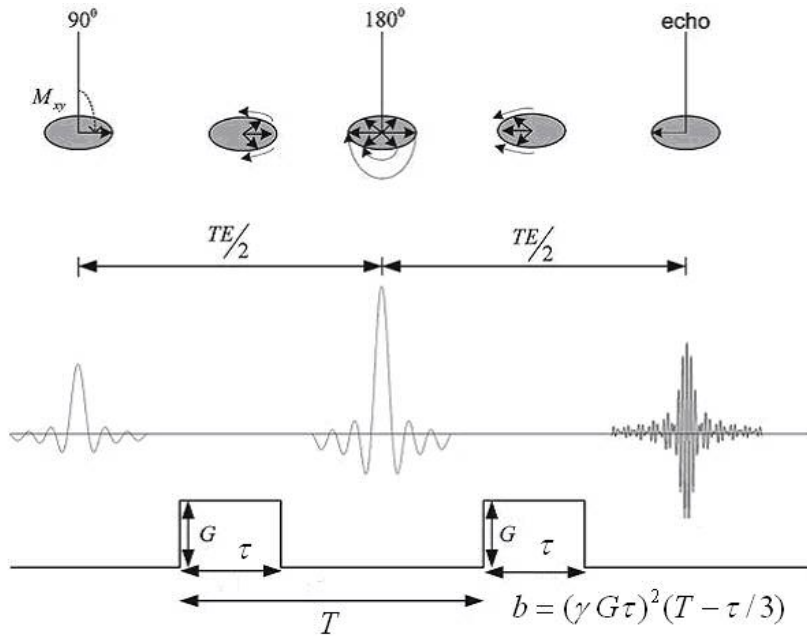 90⁰ 180⁰ echo
M_xy
TE/2 TE/2
G τ G τ
T b = (γ G τ)² (T − τ / 3)